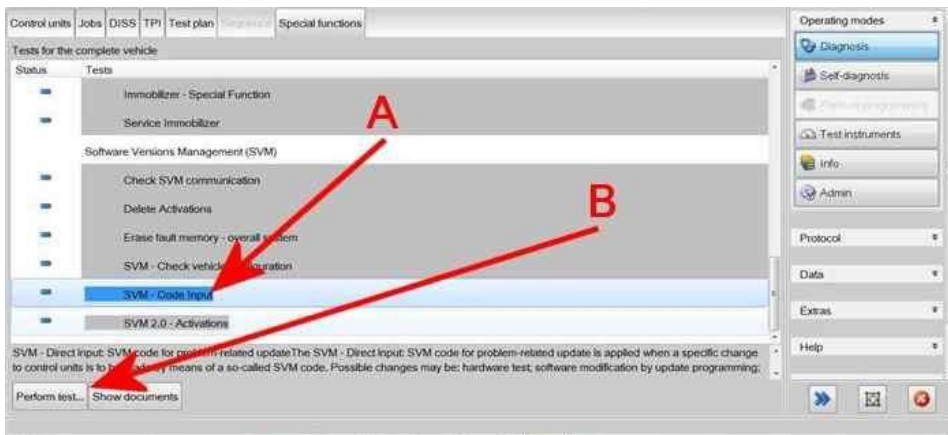 Control units Jobs DISS TPI Test plan Special functions
Operating modes
Tests for the complete vehicle
Diagnosis
Status Tests
Self-diagnosis
Immobilizer - Special Function
A
Service Immobilizer
Test instruments
Software Versions Management (SVM)
Info
Check SVM communication
Admin
Delete Activations
B
Erase fault memory - overall system
Protocol
SVM - Check vehicle configuration
Data
SVM - Code Input
Extras
SVM 2.0 - Activations
Help
SVM - Direct Input: SVM code for problem-related updateThe SVM - Direct Input: SVM code for problem-related update is applied when a specific change
to control units is to be made by means of a so-called SVM code. Possible changes may be: hardware test; software modification by update programming;
Perform test... Show documents